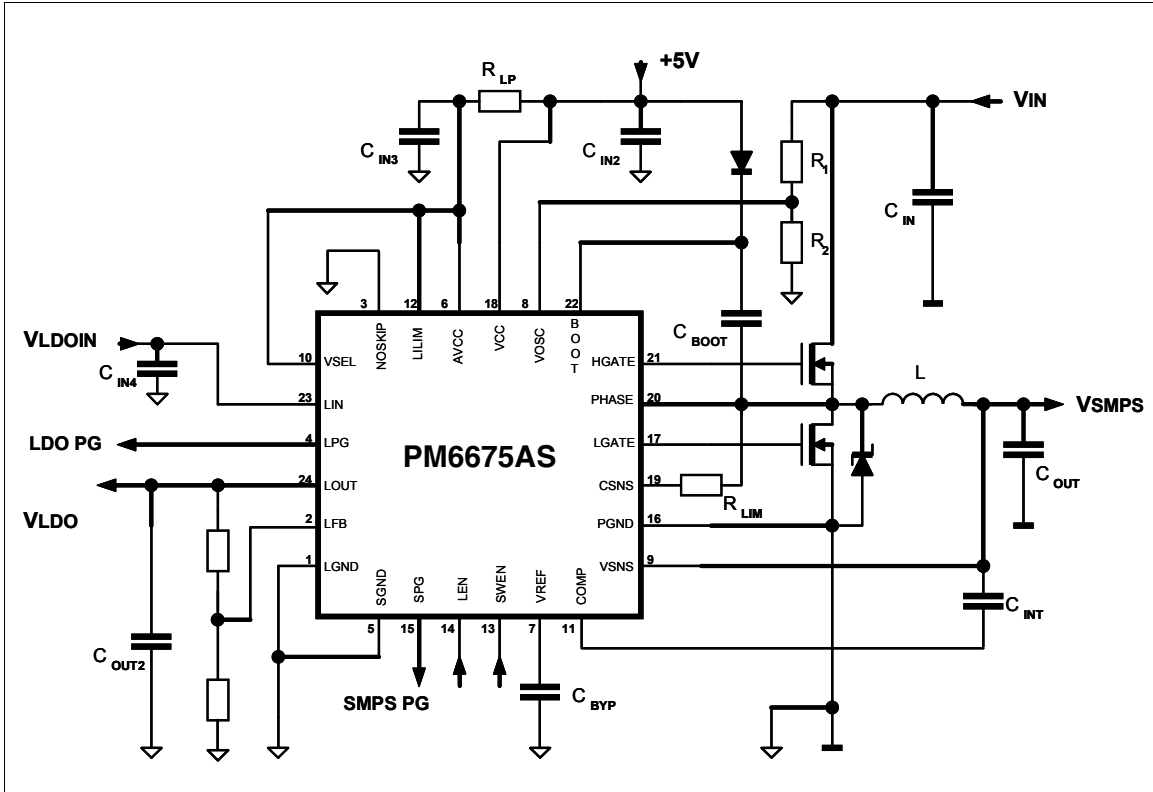 +5V
R LP
VIN
C IN3
C IN2
R1
C IN
R2
3
12
6
18
8
22
NOSKIP
LILIM
AVCC
VCC
VOSC
BOOT
C BOOT
VLDOIN
C IN4
10 VSEL
HGATE 21
L
23 LIN
PHASE 20
VSMPS
LDO PG
4 LPG
PM6675AS
LGATE 17
C OUT
24 LOUT
CSNS 19
R LIM
VLDO
2 LFB
PGND 16
1 LGND
VSNS 9
SGND
SPG
LEN
SWEN
VREF
COMP
C INT
5
15
14
13
7
11
C OUT2
SMPS PG
C BYP